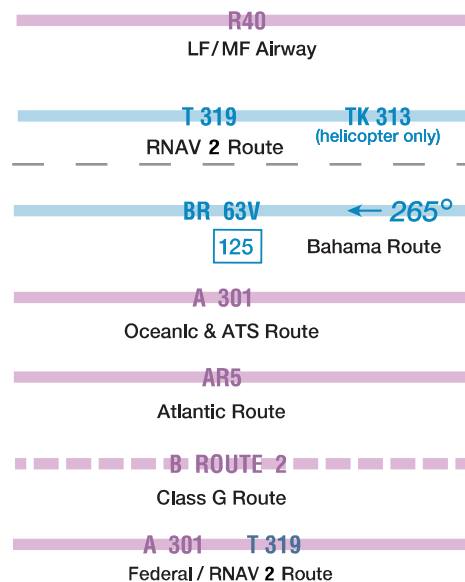 R40
LF/MF Airway
T 319 TK 313
(helicopter only)
RNAV 2 Route
BR 63V ← 265°
125 Bahama Route
A 301
Oceanic & ATS Route
AR5
Atlantic Route
B ROUTE 2
Class G Route
A 301 T 319
Federal / RNAV 2 Route